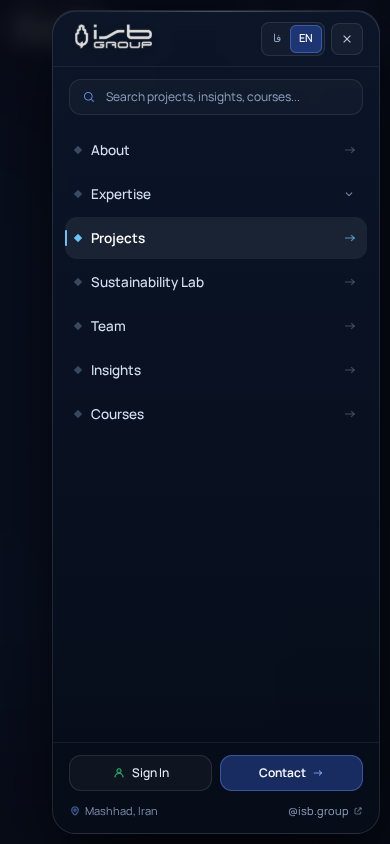 isb
GROUP
فا EN
Search projects, insights, courses...
About
Expertise
Projects
Sustainability Lab
Team
Insights
Courses
Sign In Contact
Mashhad, Iran @isb.group